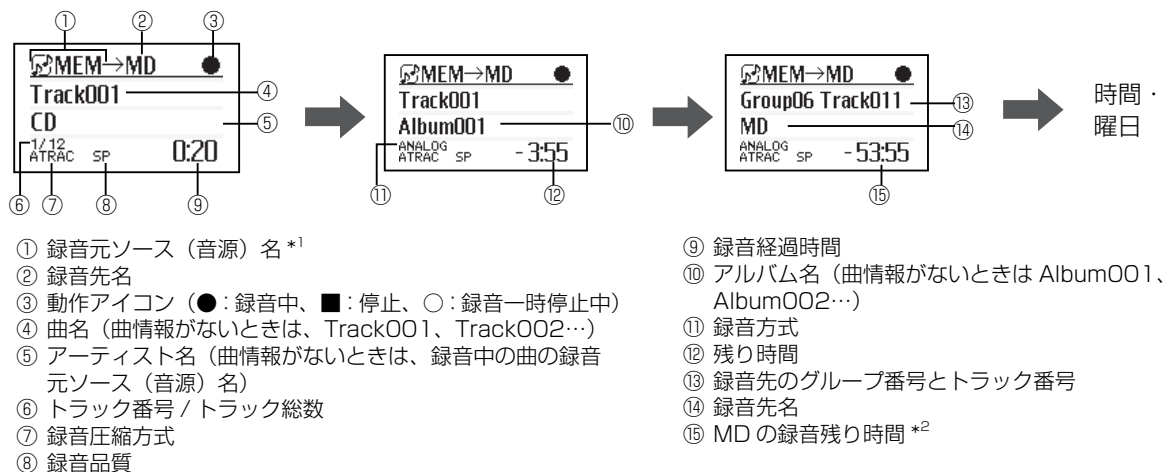 ① ② ③
MEM→MD ●
Track001
CD
1/12
ATRAC SP 0:20
④
⑤
⑥ ⑦ ⑧ ⑨
MEM→MD ●
Track001
Album001
ANALOG
ATRAC SP -3:55
⑩
⑪ ⑫
MEM→MD ●
Group06 Track011
MD
ANALOG
ATRAC SP -53:55
⑬
⑭
⑮
時間・
曜日
① 録音元ソース（音源）名 *1
② 録音先名
③ 動作アイコン（●：録音中、■：停止、○：録音一時停止中）
④ 曲名（曲情報がないときは、Track001、Track002…）
⑤ アーティスト名（曲情報がないときは、録音中の曲の録音
元ソース（音源）名）
⑥ トラック番号 / トラック総数
⑦ 録音圧縮方式
⑧ 録音品質
⑨ 録音経過時間
⑩ アルバム名（曲情報がないときは Album001、
Album002…）
⑪ 録音方式
⑫ 残り時間
⑬ 録音先のグループ番号とトラック番号
⑭ 録音先名
⑮ MD の録音残り時間 *2